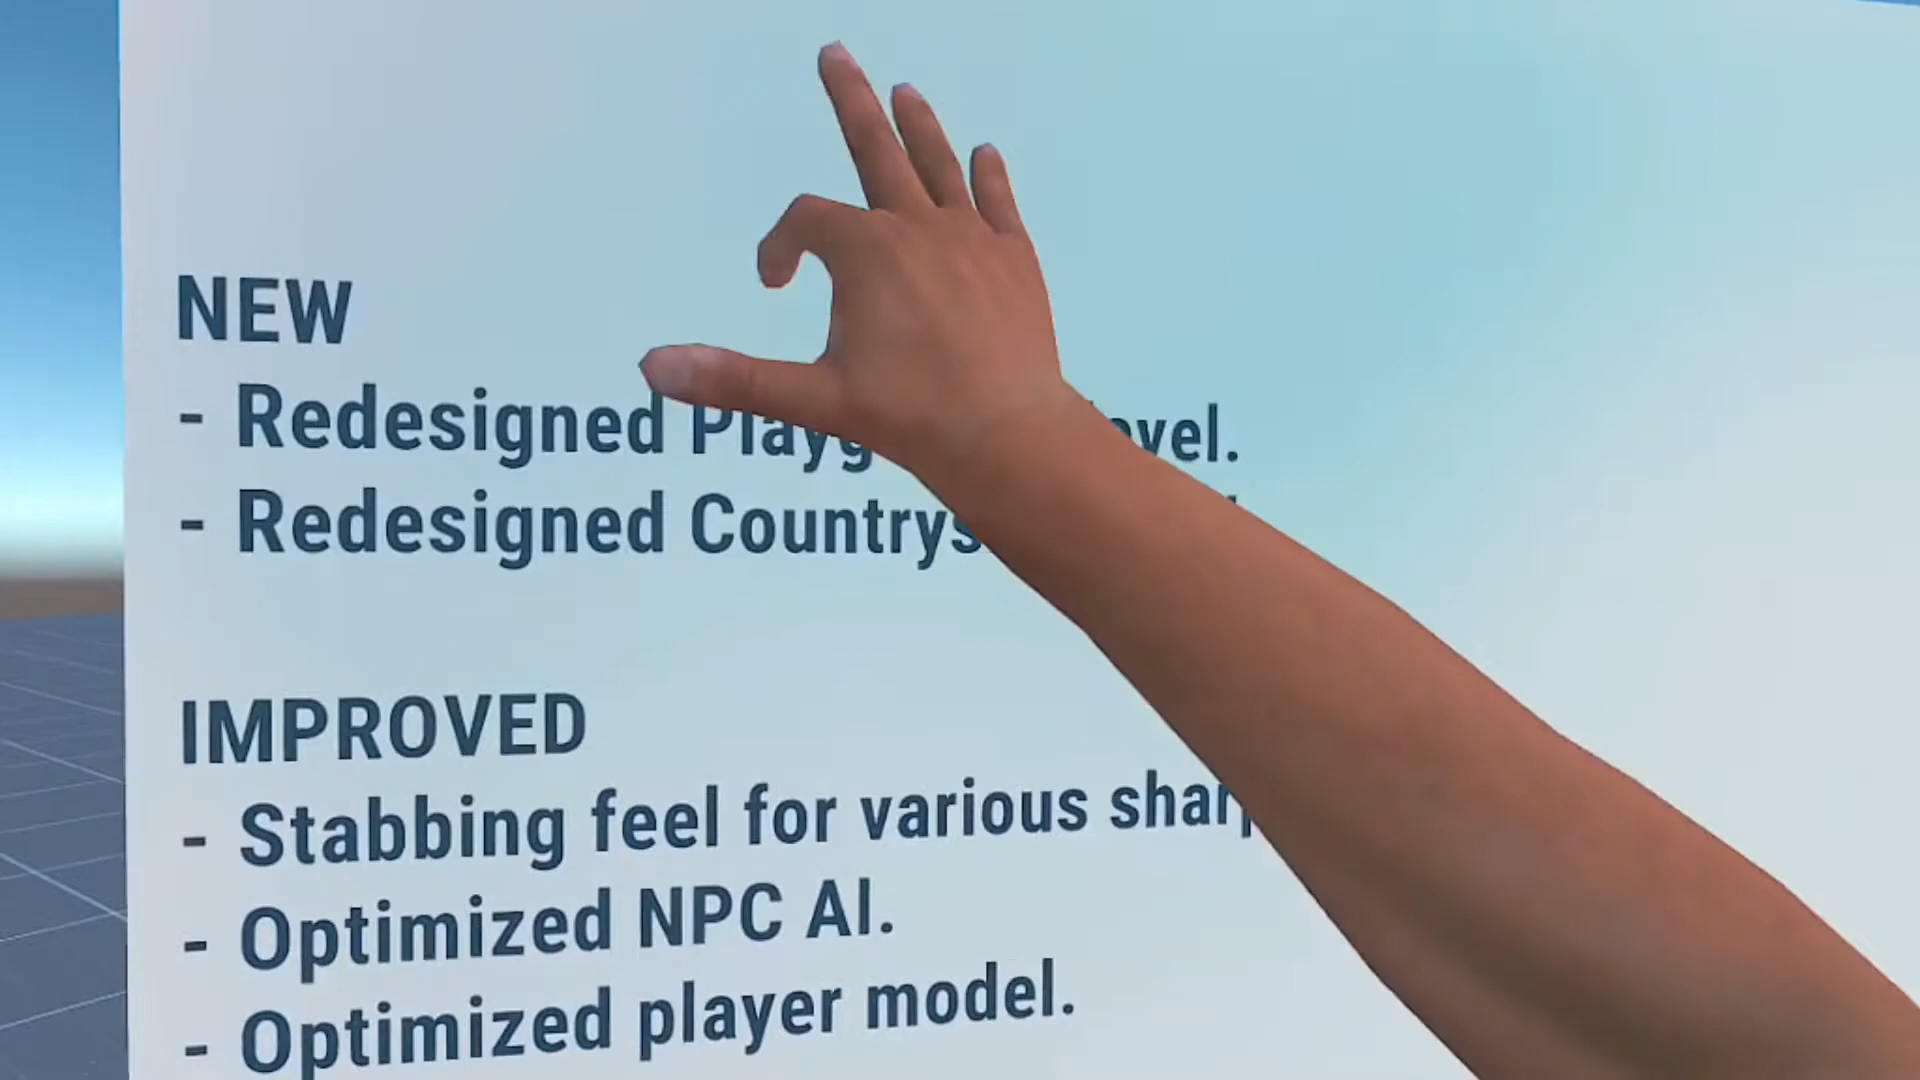 NEW
- Redesigned
- Redesigned
IMPROVED
- Stabbing feel for various
- Optimized NPC AI.
- Optimized player model.